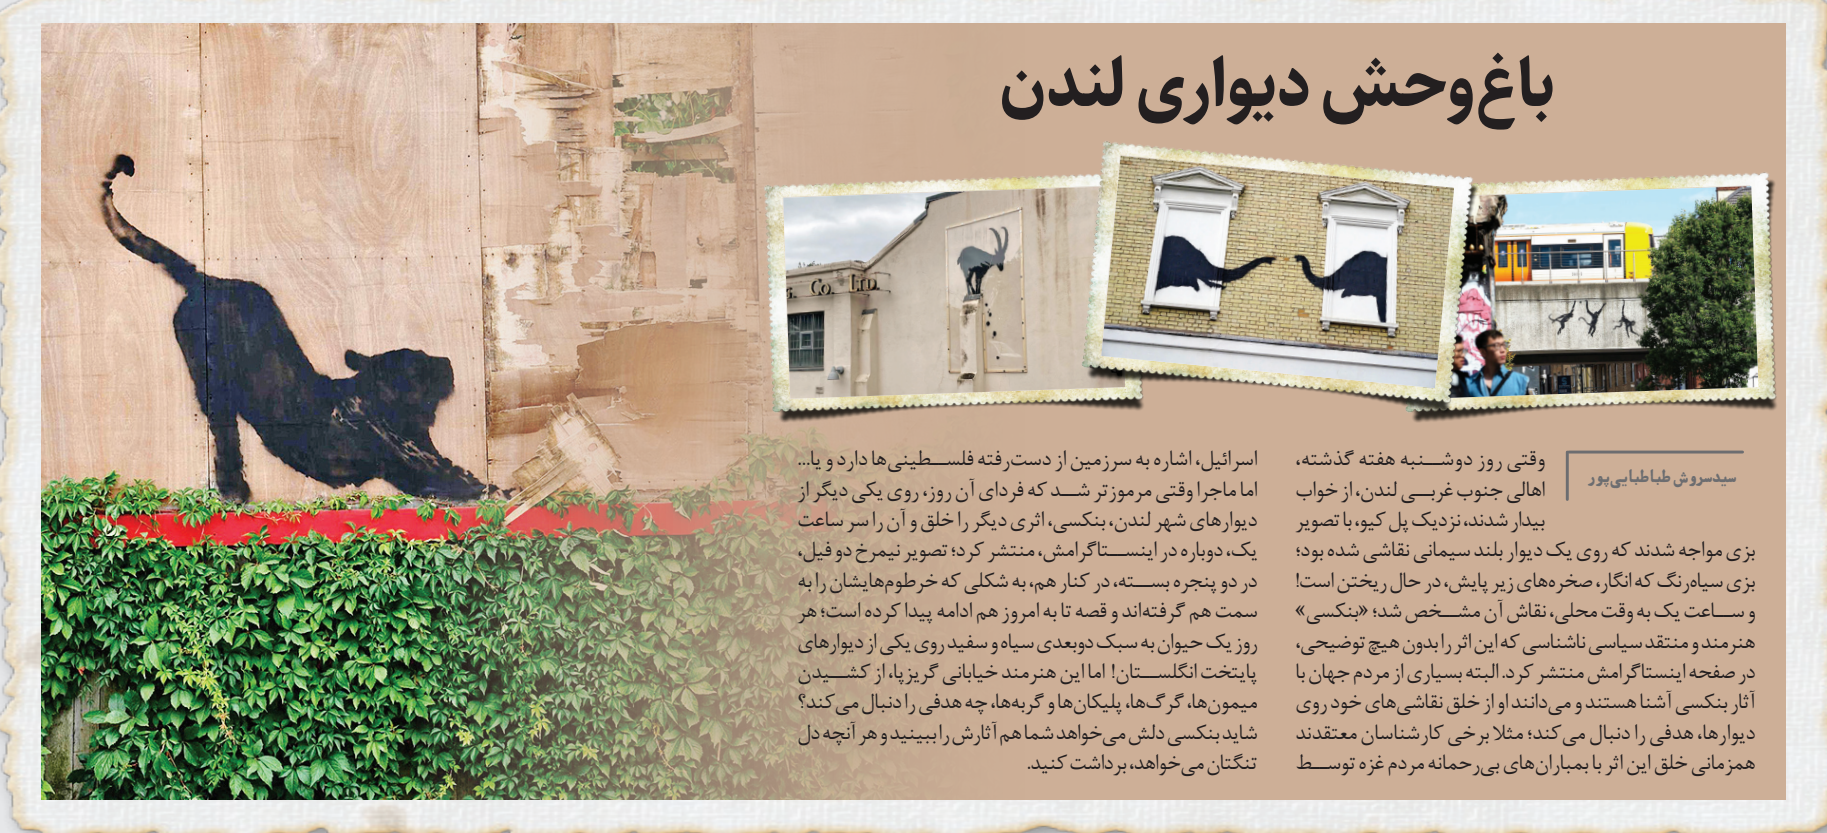 باغ‌وحش دیواری لندن
G. Co. Ltd
سیدسروش طباطبایی‌پور
وقتی روز دوشنبه هفته گذشته،
اهالی جنوب غربی لندن، از خواب
بیدار شدند، نزدیک پل کیو، با تصویر
بزی مواجه شدند که روی یک دیوار بلند سیمانی نقاشی شده بود؛
بزی سیاه‌رنگ که انگار، صخره‌های زیر پایش، در حال ریختن است!
و ساعت یک به وقت محلی، نقاش آن مشخص شد؛ «بنکسی»
هنرمند و منتقد سیاسی ناشناسی که این اثر را بدون هیچ توضیحی،
در صفحه اینستاگرامش منتشر کرد. البته بسیاری از مردم جهان با
آثار بنکسی آشنا هستند و می‌دانند او از خلق نقاشی‌های خود روی
دیوارها، هدفی را دنبال می‌کند؛ مثلا برخی کارشناسان معتقدند
همزمانی خلق این اثر با بمباران‌های بی‌رحمانه مردم غزه توسط
اسرائیل، اشاره به سرزمین از دست‌رفته فلسطینی‌ها دارد و یا...
اما ماجرا وقتی مرموزتر شد که فردای آن روز، روی یکی دیگر از
دیوارهای شهر لندن، بنکسی، اثری دیگر را خلق و آن را سر ساعت
یک، دوباره در اینستاگرامش، منتشر کرد؛ تصویر نیمرخ دو فیل،
در دو پنجره بسته، در کنار هم، به شکلی که خرطوم‌هایشان را به
سمت هم گرفته‌اند و قصه تا به امروز هم ادامه پیدا کرده است؛ هر
روز یک حیوان به سبک دوبعدی سیاه و سفید روی یکی از دیوارهای
پایتخت انگلستان! اما این هنرمند خیابانی گریزپا، از کشیدن
میمون‌ها، گرگ‌ها، پلیکان‌ها و گربه‌ها، چه هدفی را دنبال می‌کند؟
شاید بنکسی دلش می‌خواهد شما هم آثارش را ببینید و هر آنچه دل
تنگتان می‌خواهد، برداشت کنید.